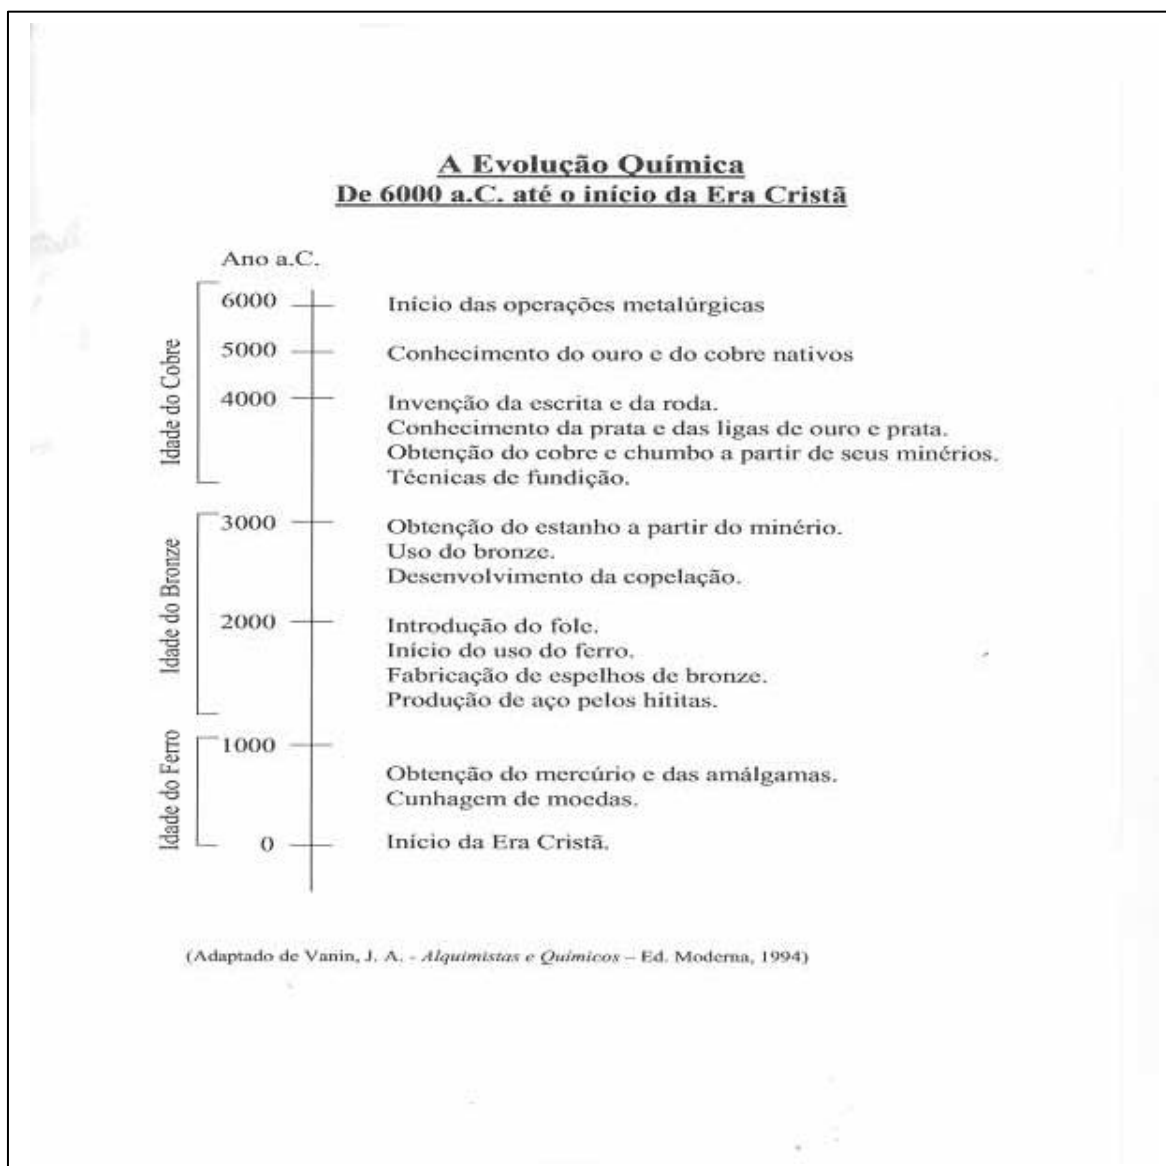 A Evolução Química
De 6000 a.C. até o início da Era Cristã
Ano a.C.
Idade do Cobre
6000
Início das operações metalúrgicas
5000
Conhecimento do ouro e do cobre nativos
4000
Invenção da escrita e da roda.
Conhecimento da prata e das ligas de ouro e prata.
Obtenção do cobre e chumbo a partir de seus minérios.
Técnicas de fundição.
Idade do Bronze
3000
Obtenção do estanho a partir do minério.
Uso do bronze.
Desenvolvimento da copelação.
2000
Introdução do fole.
Início do uso do ferro.
Fabricação de espelhos de bronze.
Produção de aço pelos hititas.
Idade do Ferro
1000
Obtenção do mercúrio e das amálgamas.
Cunhagem de moedas.
0
Início da Era Cristã.
(Adaptado de Vanin, J. A. - Alquimistas e Químicos – Ed. Moderna, 1994)